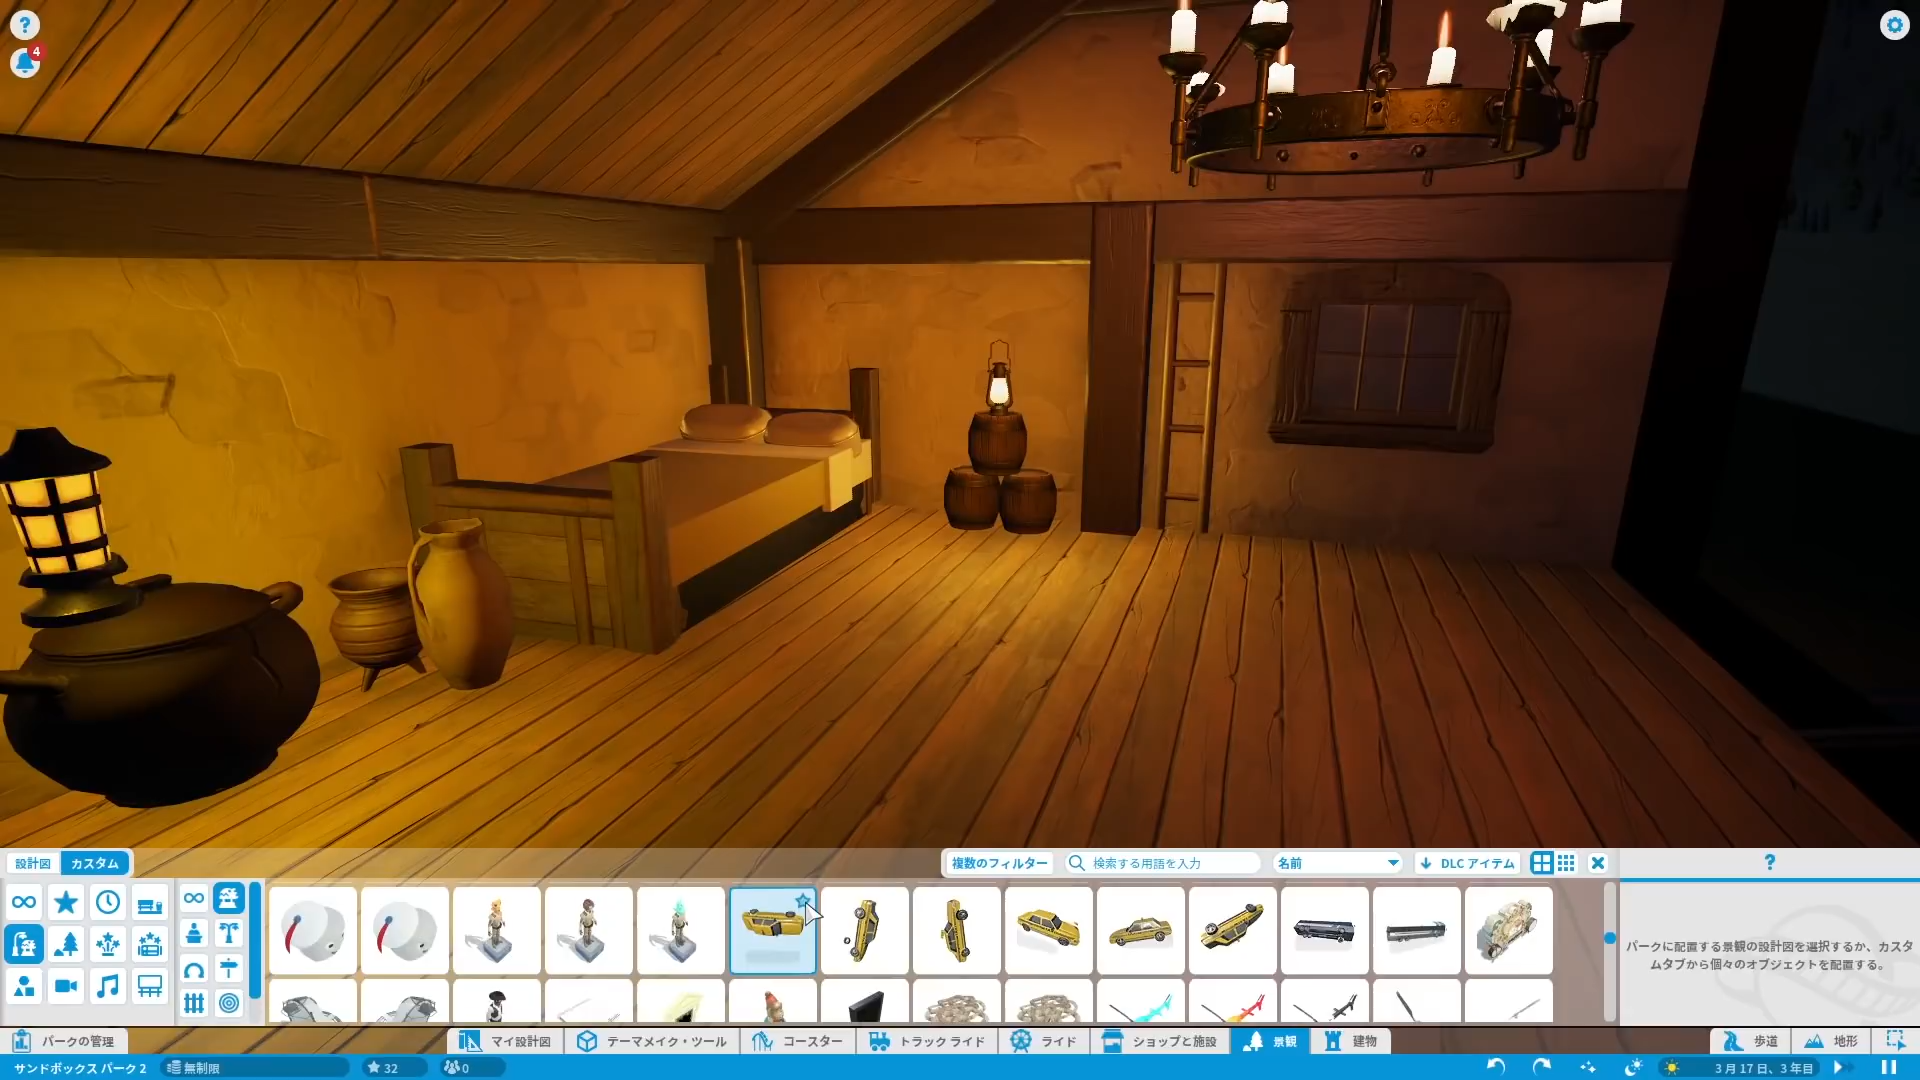 ?
4
設計図
カスタム
複数のフィルター
検索する用語を入力
名前
DLC アイテム
?
パークに配置する景観の設計図を選択するか、カスタ
ムタブから個々のオブジェクトを配置する。
パークの管理
マイ設計図
テーマメイク・ツール
コースター
トラックライド
ライド
ショップと施設
景観
建物
歩道
地形
サンドボックス パーク 2
無制限
32
0
3 月 17 日、3 年目